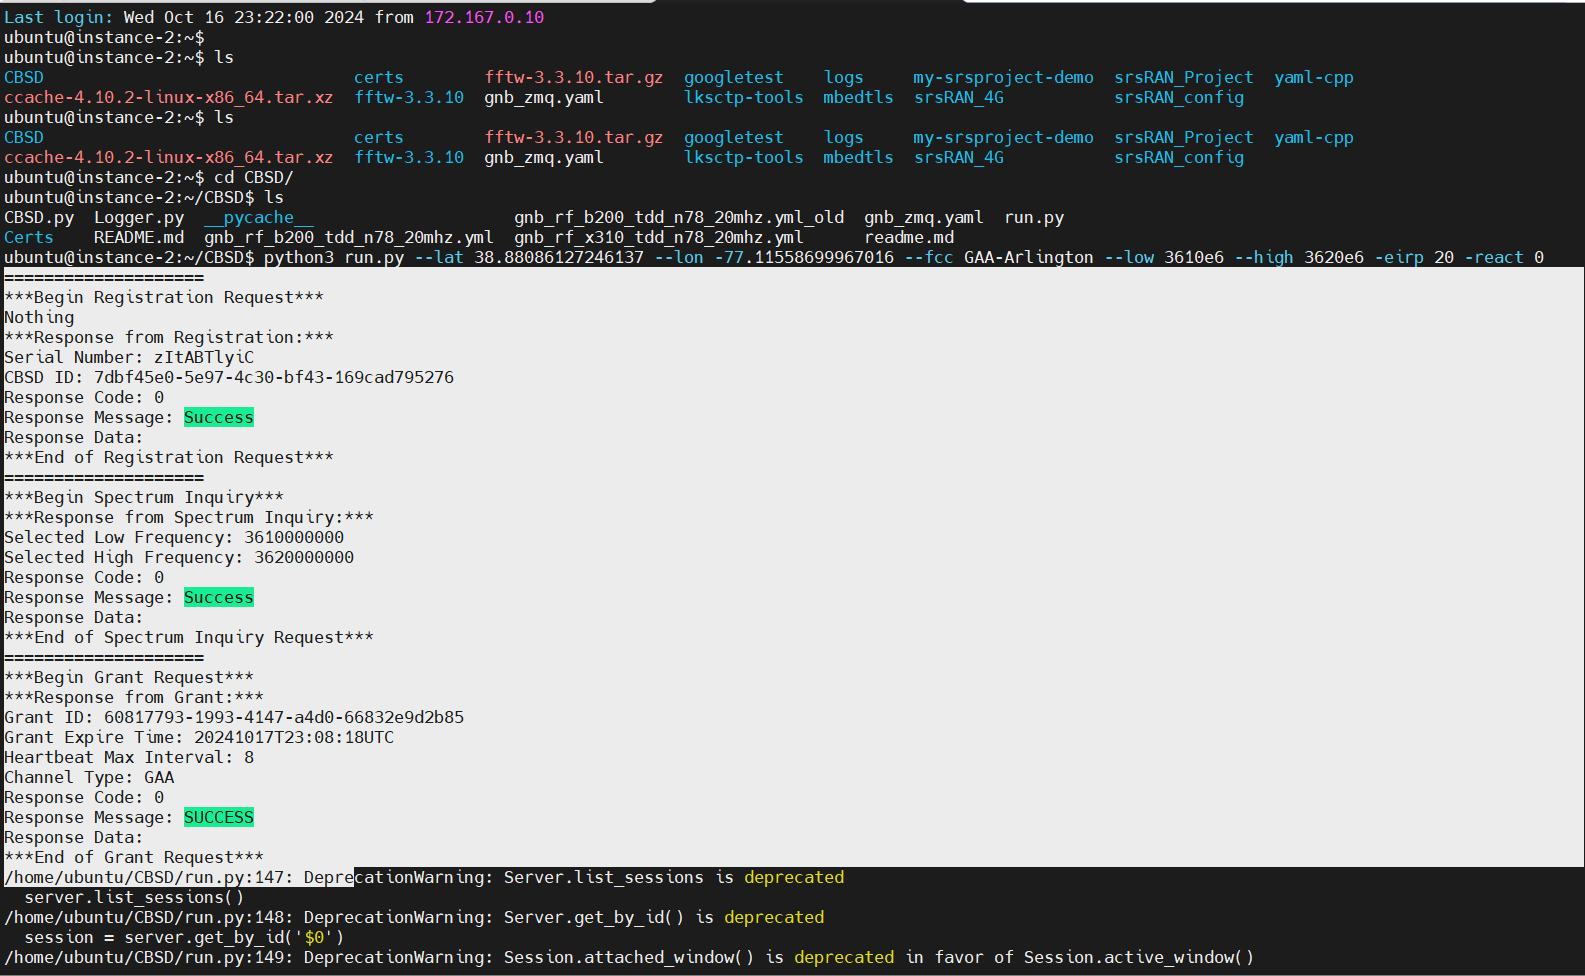 Last login: Wed Oct 16 23:22:00 2024 from 172.167.0.10
ubuntu@instance-2:~$
ubuntu@instance-2:~$ ls
CBSD certs fftw-3.3.10.tar.gz googletest logs my-srsproject-demo srsRAN_Project yaml-cpp
ccache-4.10.2-linux-x86_64.tar.xz fftw-3.3.10 gnb_zmq.yaml lksctp-tools mbedtls srsRAN_4G srsRAN_config
ubuntu@instance-2:~$ ls
CBSD certs fftw-3.3.10.tar.gz googletest logs my-srsproject-demo srsRAN_Project yaml-cpp
ccache-4.10.2-linux-x86_64.tar.xz fftw-3.3.10 gnb_zmq.yaml lksctp-tools mbedtls srsRAN_4G srsRAN_config
ubuntu@instance-2:~$ cd CBSD/
ubuntu@instance-2:~/CBSD$ ls
CBSD.py Logger.py __pycache__ gnb_rf_b200_tdd_n78_20mhz.yml_old gnb_zmq.yaml run.py
Certs README.md gnb_rf_b200_tdd_n78_20mhz.yml gnb_rf_x310_tdd_n78_20mhz.yml readme.md
ubuntu@instance-2:~/CBSD$ python3 run.py --lat 38.88086127246137 --lon -77.11558699967016 --fcc GAA-Arlington --low 3610e6 --high 3620e6 -eirp 20 -react 0
====================
***Begin Registration Request***
Nothing
***Response from Registration:***
Serial Number: zItABTlyiC
CBSD ID: 7dbf45e0-5e97-4c30-bf43-169cad795276
Response Code: 0
Response Message: Success
Response Data:
***End of Registration Request***
====================
***Begin Spectrum Inquiry***
***Response from Spectrum Inquiry:***
Selected Low Frequency: 3610000000
Selected High Frequency: 3620000000
Response Code: 0
Response Message: Success
Response Data:
***End of Spectrum Inquiry Request***
====================
***Begin Grant Request***
***Response from Grant:***
Grant ID: 60817793-1993-4147-a4d0-66832e9d2b85
Grant Expire Time: 20241017T23:08:18UTC
Heartbeat Max Interval: 8
Channel Type: GAA
Response Code: 0
Response Message: SUCCESS
Response Data:
***End of Grant Request***
/home/ubuntu/CBSD/run.py:147: DeprecationWarning: Server.list_sessions is deprecated
  server.list_sessions()
/home/ubuntu/CBSD/run.py:148: DeprecationWarning: Server.get_by_id() is deprecated
  session = server.get_by_id('$0')
/home/ubuntu/CBSD/run.py:149: DeprecationWarning: Session.attached_window() is deprecated in favor of Session.active_window()